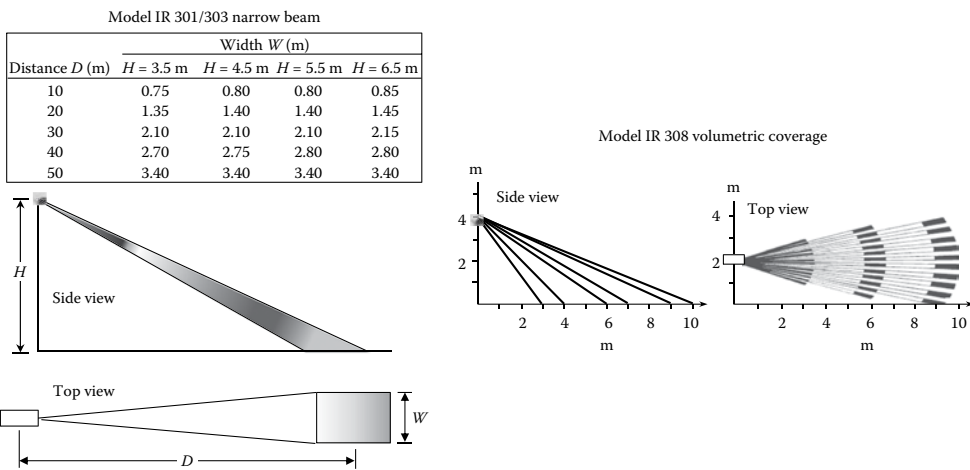 Model IR 301/303 narrow beam
Width W (m)
Distance D (m) H = 3.5 m H = 4.5 m H = 5.5 m H = 6.5 m
10 0.75 0.80 0.80 0.85
20 1.35 1.40 1.40 1.45
30 2.10 2.10 2.10 2.15
40 2.70 2.75 2.80 2.80
50 3.40 3.40 3.40 3.40
H
Side view
Top view
W
D
Model IR 308 volumetric coverage
m
Side view
4
2
2 4 6 8 10
m
m
Top view
4
2
2 4 6 8 10
m